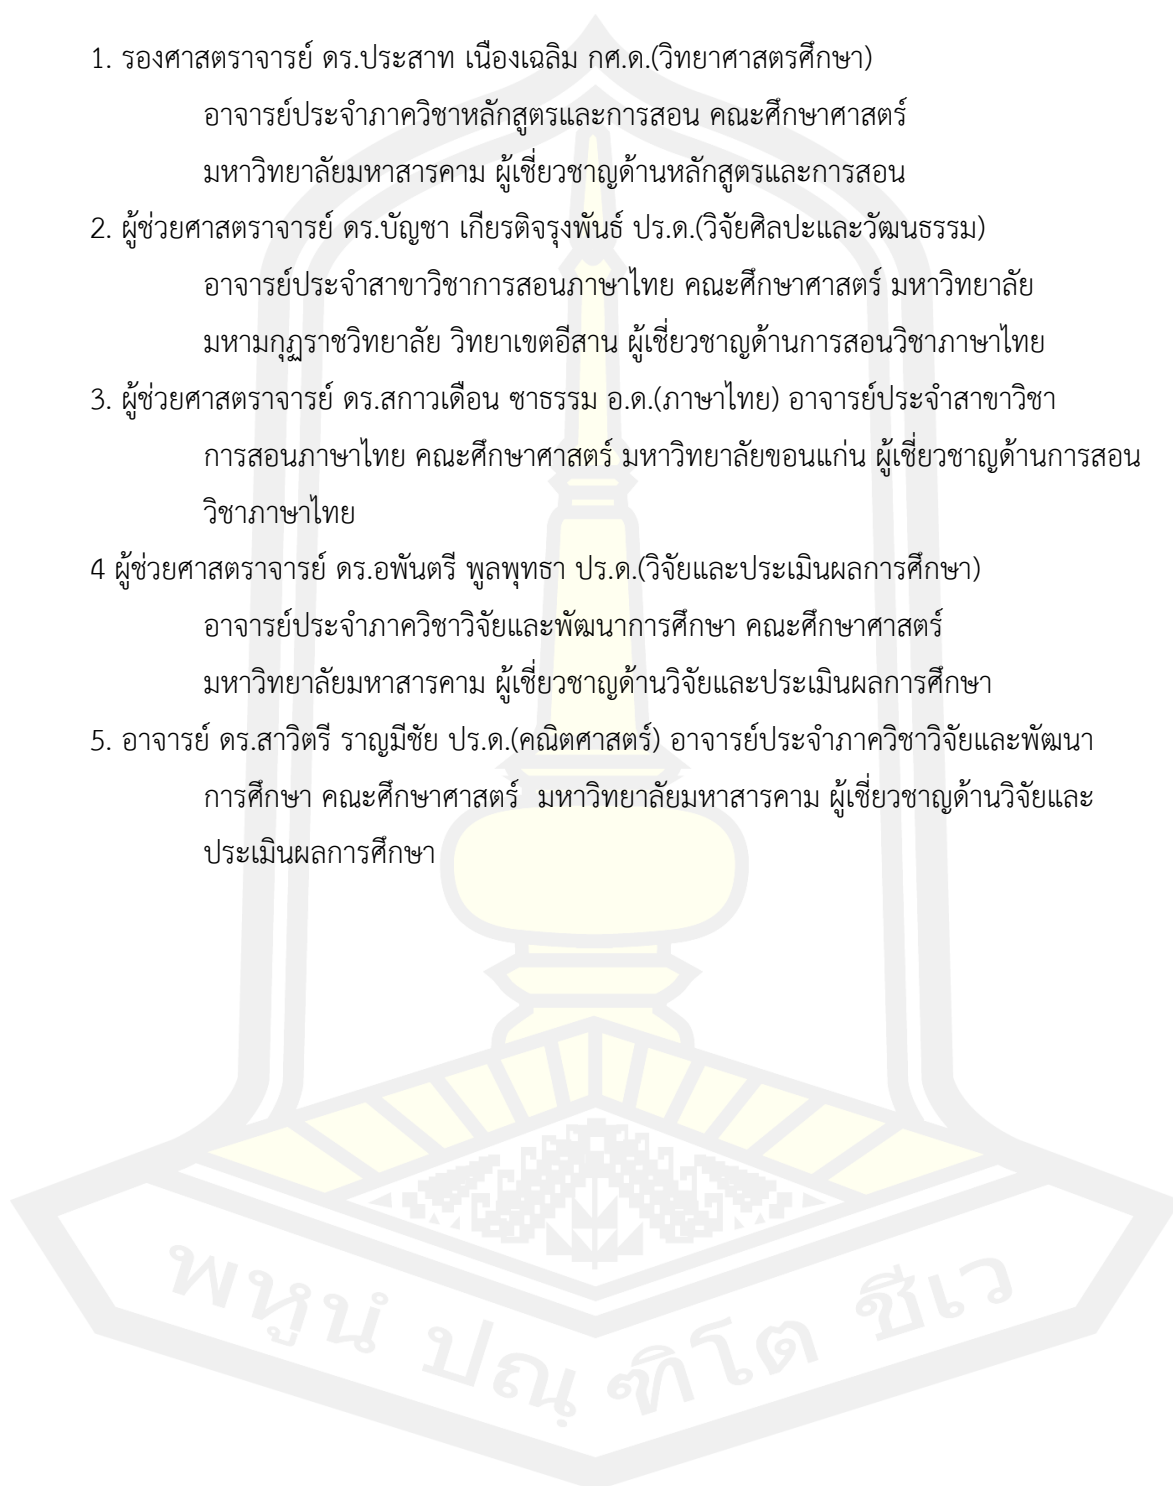 1. รองศาสตราจารย์ ดร.ประสาท เนืองเฉลิม กศ.ด.(วิทยาศาสตรศึกษา)
อาจารย์ประจำภาควิชาหลักสูตรและการสอน คณะศึกษาศาสตร์
มหาวิทยาลัยมหาสารคาม ผู้เชี่ยวชาญด้านหลักสูตรและการสอน
2. ผู้ช่วยศาสตราจารย์ ดร.บัญชา เกียรติจรุงพันธ์ ปร.ด.(วิจัยศิลปะและวัฒนธรรม)
อาจารย์ประจำสาขาวิชาการสอนภาษาไทย คณะศึกษาศาสตร์ มหาวิทยาลัย
มหามกุฏราชวิทยาลัย วิทยาเขตอีสาน ผู้เชี่ยวชาญด้านการสอนวิชาภาษาไทย
3. ผู้ช่วยศาสตราจารย์ ดร.สกาวเดือน ซาธรรม อ.ด.(ภาษาไทย) อาจารย์ประจำสาขาวิชา
การสอนภาษาไทย คณะศึกษาศาสตร์ มหาวิทยาลัยขอนแก่น ผู้เชี่ยวชาญด้านการสอน
วิชาภาษาไทย
4 ผู้ช่วยศาสตราจารย์ ดร.อพันตรี พูลพุทธา ปร.ด.(วิจัยและประเมินผลการศึกษา)
อาจารย์ประจำภาควิชาวิจัยและพัฒนาการศึกษา คณะศึกษาศาสตร์
มหาวิทยาลัยมหาสารคาม ผู้เชี่ยวชาญด้านวิจัยและประเมินผลการศึกษา
5. อาจารย์ ดร.สาวิตรี ราญมีชัย ปร.ด.(คณิตศาสตร์) อาจารย์ประจำภาควิชาวิจัยและพัฒนา
การศึกษา คณะศึกษาศาสตร์  มหาวิทยาลัยมหาสารคาม ผู้เชี่ยวชาญด้านวิจัยและ
ประเมินผลการศึกษา
พหูนํ ปณฺฑิโต ชีเว